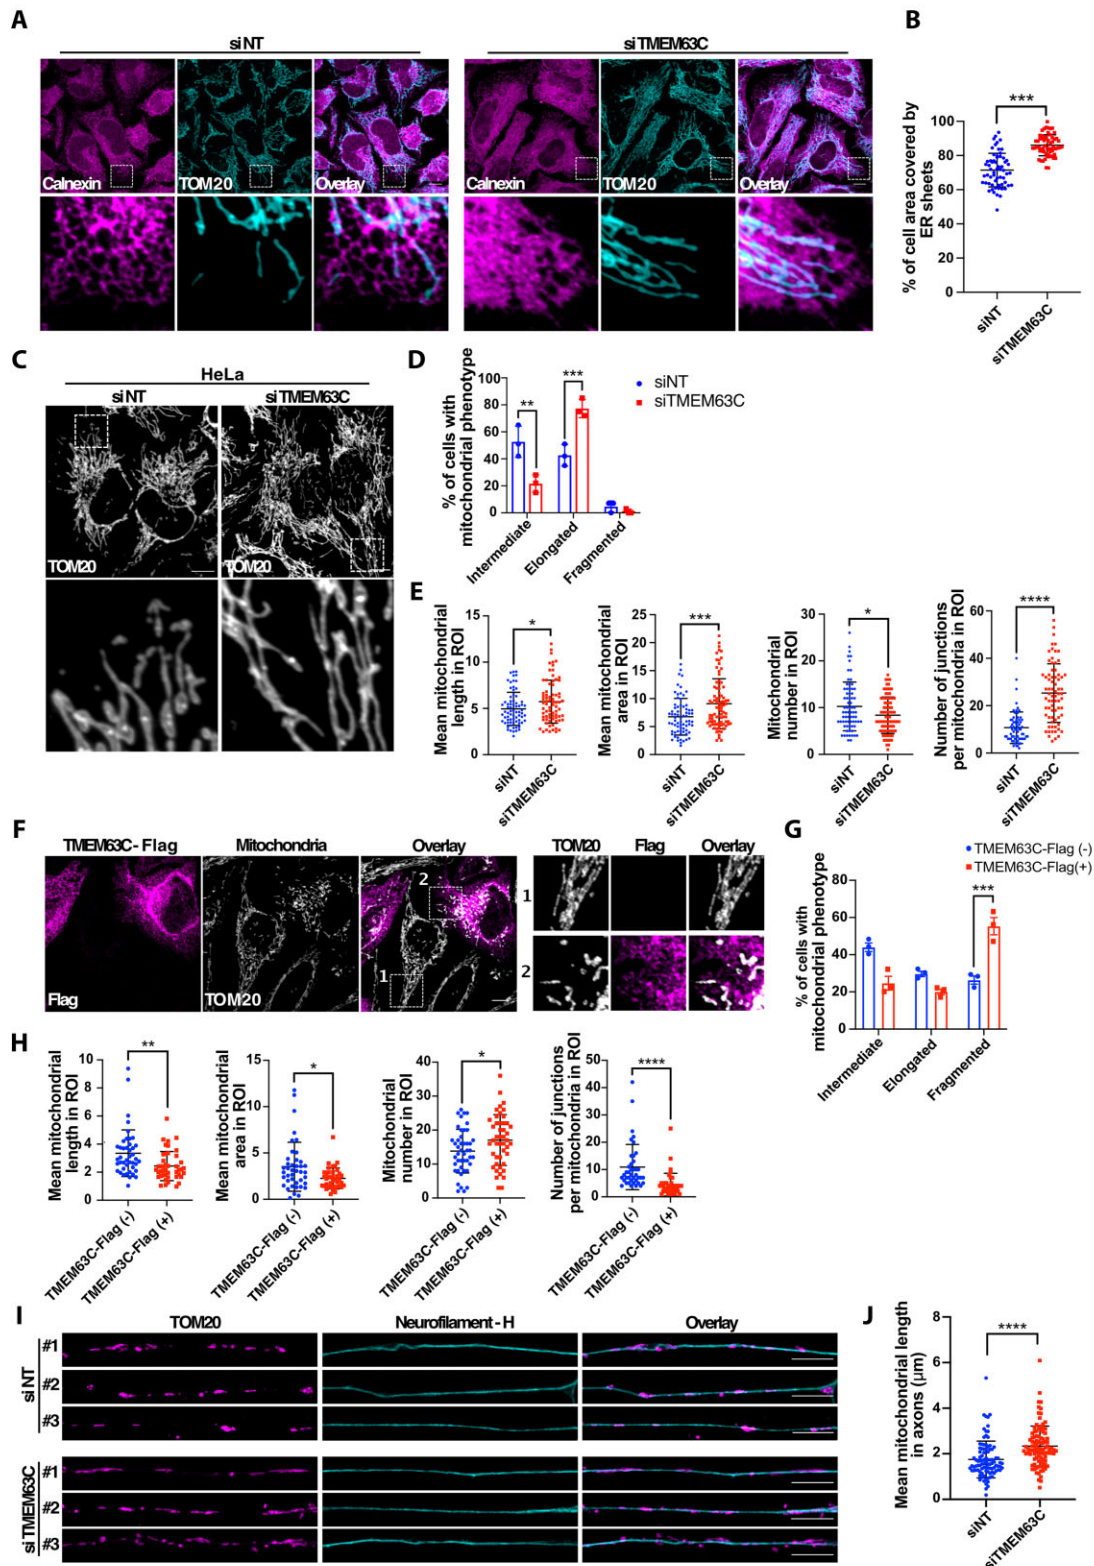 A
siNT
siTMEM63C
Calnexin
TOM20
Overlay
Calnexin
TOM20
Overlay
B
***
% of cell area covered by
ER sheets
100
80
60
40
20
0
siNT
siTMEM63C
C
HeLa
siNT
siTMEM63C
TOM20
TOM20
D
% of cells with
mitochondrial phenotype
100
80
60
40
20
0
**
***
siNT
siTMEM63C
Intermediate
Elongated
Fragmented
E
Mean mitochondrial
length in ROI
15
10
5
0
*
siNT
siTMEM63C
Mean mitochondrial
area in ROI
25
20
15
10
5
0
***
siNT
siTMEM63C
Mitochondrial
number in ROI
30
20
10
0
*
siNT
siTMEM63C
Number of junctions
per mitochondria in ROI
60
40
20
0
****
siNT
siTMEM63C
F
TMEM63C-Flag
Mitochondria
Overlay
Flag
TOM20
1
2
TOM20
Flag
Overlay
1
2
G
TMEM63C-Flag (-)
TMEM63C-Flag(+)
% of cells with
mitochondrial phenotype
80
60
40
20
0
***
Intermediate
Elongated
Fragmented
H
Mean mitochondrial
length in ROI
10
8
6
4
2
0
**
TMEM63C-Flag (-)
TMEM63C-Flag (+)
Mean mitochondrial
area in ROI
15
10
5
0
*
TMEM63C-Flag (-)
TMEM63C-Flag (+)
Mitochondrial
number in ROI
40
30
20
10
0
*
TMEM63C-Flag (-)
TMEM63C-Flag (+)
Number of junctions
per mitochondria in ROI
50
40
30
20
10
0
****
TMEM63C-Flag (-)
TMEM63C-Flag (+)
I
TOM20
Neurofilament-H
Overlay
siNT
#1
#2
#3
siTMEM63C
#1
#2
#3
J
Mean mitochondrial length
in axons (μm)
8
6
4
2
0
****
siNT
siTMEM63C